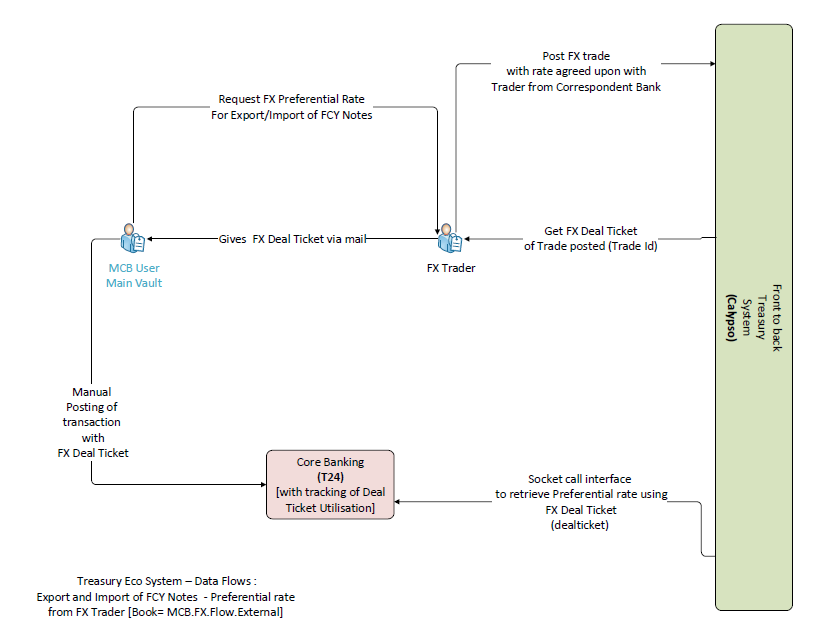 Post FX trade
with rate agreed upon with
Trader from Correspondent Bank
Request FX Preferential Rate
For Export/Import of FCY Notes
Gives FX Deal Ticket via mail
Get FX Deal Ticket
of Trade posted (Trade Id)
MCB User
Main Vault
FX Trader
Front to back
Treasury
System
(Calypso)
Manual
Posting of
transaction
with
FX Deal Ticket
Core Banking
(T24)
[with tracking of Deal
Ticket Utilisation]
Socket call interface
to retrieve Preferential rate using
FX Deal Ticket
(dealticket)
Treasury Eco System – Data Flows :
Export and Import of FCY Notes - Preferential rate
from FX Trader [Book= MCB.FX.Flow.External]